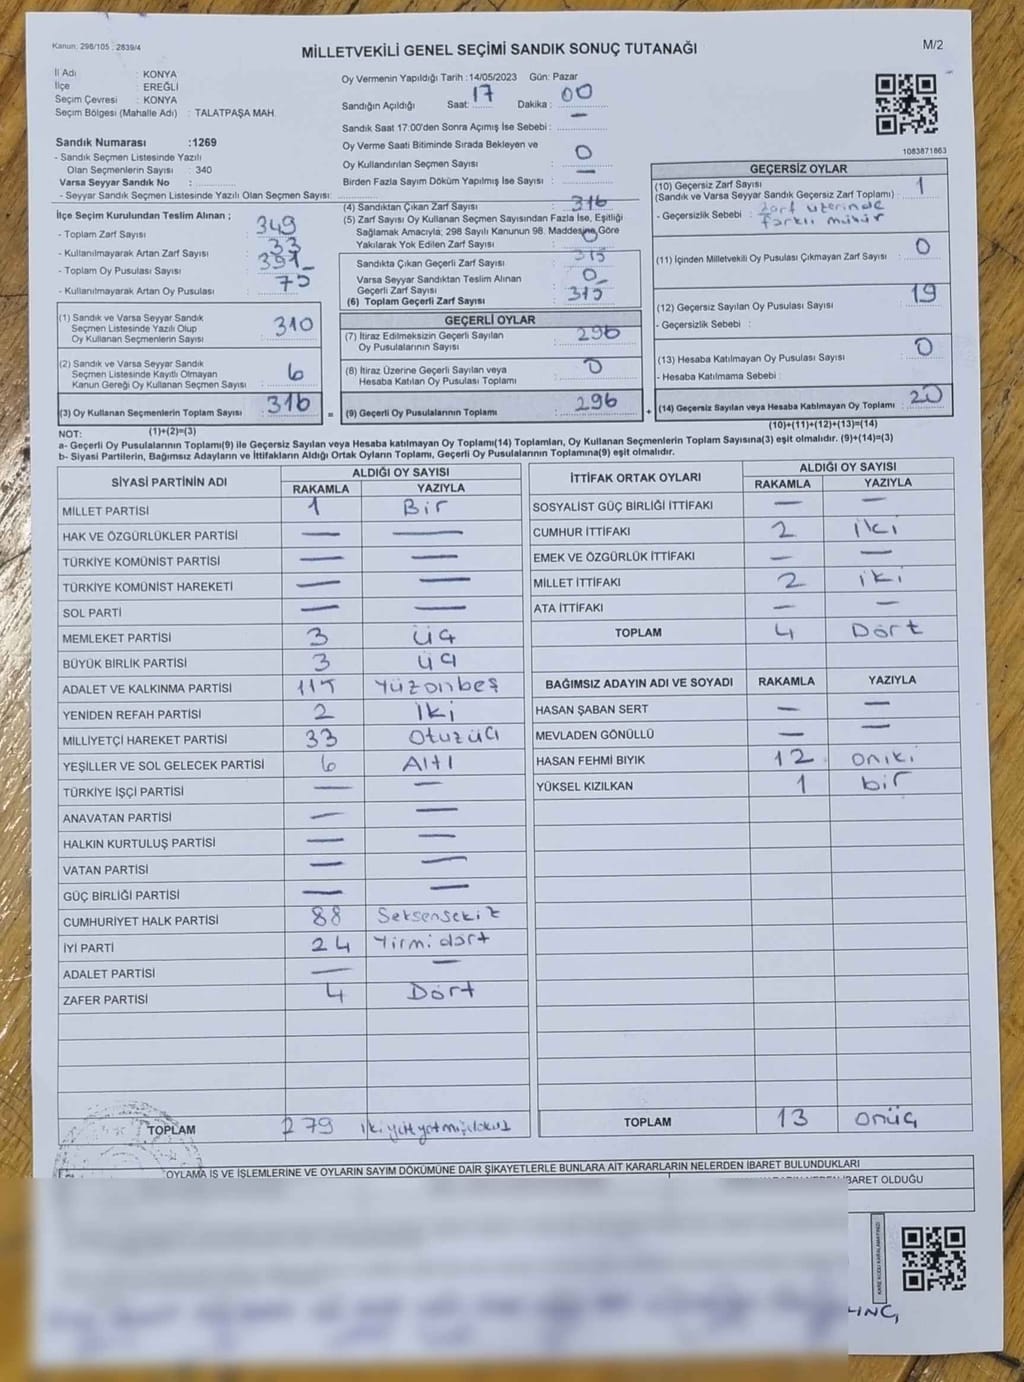 Kanun: 298/105 : 2839/4
MİLLETVEKİLİ GENEL SEÇİMİ SANDIK SONUÇ TUTANAĞI
M/2
İl Adı : KONYA
İlçe : EREĞLİ
Seçim Çevresi : KONYA
Seçim Bölgesi (Mahalle Adı) : TALATPAŞA MAH.
Sandık Numarası :1269
- Sandık Seçmen Listesinde Yazılı
Olan Seçmenlerin Sayısı : 340
Varsa Seyyar Sandık No :
- Seyyar Sandık Seçmen Listesinde Yazılı Olan Seçmen Sayısı:
İlçe Seçim Kurulundan Teslim Alınan ;
- Toplam Zarf Sayısı : 349
- Kullanılmayarak Artan Zarf Sayısı : 33
- Toplam Oy Pusulası Sayısı : 391
- Kullanılmayarak Artan Oy Pusulası : 75
(1) Sandık ve Varsa Seyyar Sandık
Seçmen Listesinde Yazılı Olup
Oy Kullanan Seçmenlerin Sayısı : 310
(2) Sandık ve Varsa Seyyar Sandık
Seçmen Listesinde Kayıtlı Olmayan
Kanun Gereği Oy Kullanan Seçmen Sayısı : 6
(3) Oy Kullanan Seçmenlerin Toplam Sayısı : 316
Oy Vermenin Yapıldığı Tarih :14/05/2023 Gün: Pazar
Sandığın Açıldığı Saat: 17 Dakika : 00
Sandık Saat 17:00'den Sonra Açımış İse Sebebi : —
Oy Verme Saati Bitiminde Sırada Bekleyen ve
Oy Kullandırılan Seçmen Sayısı : 0
Birden Fazla Sayım Döküm Yapılmış İse Sayısı : —
(4) Sandıktan Çıkan Zarf Sayısı : 316
(5) Zarf Sayısı Oy Kullanan Seçmen Sayısından Fazla İse, Eşitliği
Sağlamak Amacıyla; 298 Sayılı Kanunun 98. Maddesine Göre
Yakılarak Yok Edilen Zarf Sayısı : 0
Sandıkta Çıkan Geçerli Zarf Sayısı : 315
Varsa Seyyar Sandıktan Teslim Alınan
Geçerli Zarf Sayısı : 0
(6) Toplam Geçerli Zarf Sayısı : 315
GEÇERLİ OYLAR
(7) İtiraz Edilmeksizin Geçerli Sayılan
Oy Pusulalarının Sayısı : 296
(8) İtiraz Üzerine Geçerli Sayılan veya
Hesaba Katılan Oy Pusulası Toplamı : 0
= (9) Geçerli Oy Pusulalarının Toplamı : 296
1083871863
GEÇERSİZ OYLAR
(10) Geçersiz Zarf Sayısı
(Sandık ve Varsa Seyyar Sandık Geçersiz Zarf Toplamı) : 1
- Geçersizlik Sebebi : Zarf üzerinde
farklı mühür
(11) İçinden Milletvekili Oy Pusulası Çıkmayan Zarf Sayısı : 0
(12) Geçersiz Sayılan Oy Pusulası Sayısı : 19
- Geçersizlik Sebebi :
(13) Hesaba Katılmayan Oy Pusulası Sayısı : 0
- Hesaba Katılmama Sebebi :
+ (14) Geçersiz Sayılan veya Hesaba Katılmayan Oy Toplamı : 20
NOT: (1)+(2)=(3) (10)+(11)+(12)+(13)=(14)
a- Geçerli Oy Pusulalarının Toplamı(9) ile Geçersiz Sayılan veya Hesaba katılmayan Oy Toplamı(14) Toplamları, Oy Kullanan Seçmenlerin Toplam Sayısına(3) eşit olmalıdır. (9)+(14)=(3)
b- Siyasi Partilerin, Bağımsız Adayların ve İttifakların Aldığı Ortak Oyların Toplamı, Geçerli Oy Pusulalarının Toplamına(9) eşit olmalıdır.
SİYASİ PARTİNİN ADI ALDIĞI OY SAYISI
RAKAMLA YAZIYLA
MİLLET PARTİSİ 1 Bir
HAK VE ÖZGÜRLÜKLER PARTİSİ — —
TÜRKİYE KOMÜNİST PARTİSİ — —
TÜRKİYE KOMÜNİST HAREKETİ — —
SOL PARTİ — —
MEMLEKET PARTİSİ 3 üç
BÜYÜK BİRLİK PARTİSİ 3 üç
ADALET VE KALKINMA PARTİSİ 115 Yüzonbeş
YENİDEN REFAH PARTİSİ 2 İki
MİLLİYETÇİ HAREKET PARTİSİ 33 Otuzüç
YEŞİLLER VE SOL GELECEK PARTİSİ 6 Altı
TÜRKİYE İŞÇİ PARTİSİ — —
ANAVATAN PARTİSİ — —
HALKIN KURTULUŞ PARTİSİ — —
VATAN PARTİSİ — —
GÜÇ BİRLİĞİ PARTİSİ — —
CUMHURİYET HALK PARTİSİ 88 Seksensekiz
İYİ PARTİ 24 Yirmidört
ADALET PARTİSİ — —
ZAFER PARTİSİ 4 Dört
TOPLAM 279 ikiyüzyetmişdokuz
İTTİFAK ORTAK OYLARI ALDIĞI OY SAYISI
RAKAMLA YAZIYLA
SOSYALİST GÜÇ BİRLİĞİ İTTİFAKI — —
CUMHUR İTTİFAKI 2 iki
EMEK VE ÖZGÜRLÜK İTTİFAKI — —
MİLLET İTTİFAKI 2 iki
ATA İTTİFAKI — —
TOPLAM 4 Dört
BAĞIMSIZ ADAYIN ADI VE SOYADI RAKAMLA YAZIYLA
HASAN ŞABAN SERT — —
MEVLADEN GÖNÜLLÜ — —
HASAN FEHMİ BIYIK 12 oniki
YÜKSEL KIZILKAN 1 bir
TOPLAM 13 onüç
OYLAMA İŞ VE İŞLEMLERİNE VE OYLARIN SAYIM DÖKÜMÜNE DAİR ŞİKAYETLERLE BUNLARA AİT KARARLARIN NELERDEN İBARET BULUNDUKLARI
İBARET OLDUĞU